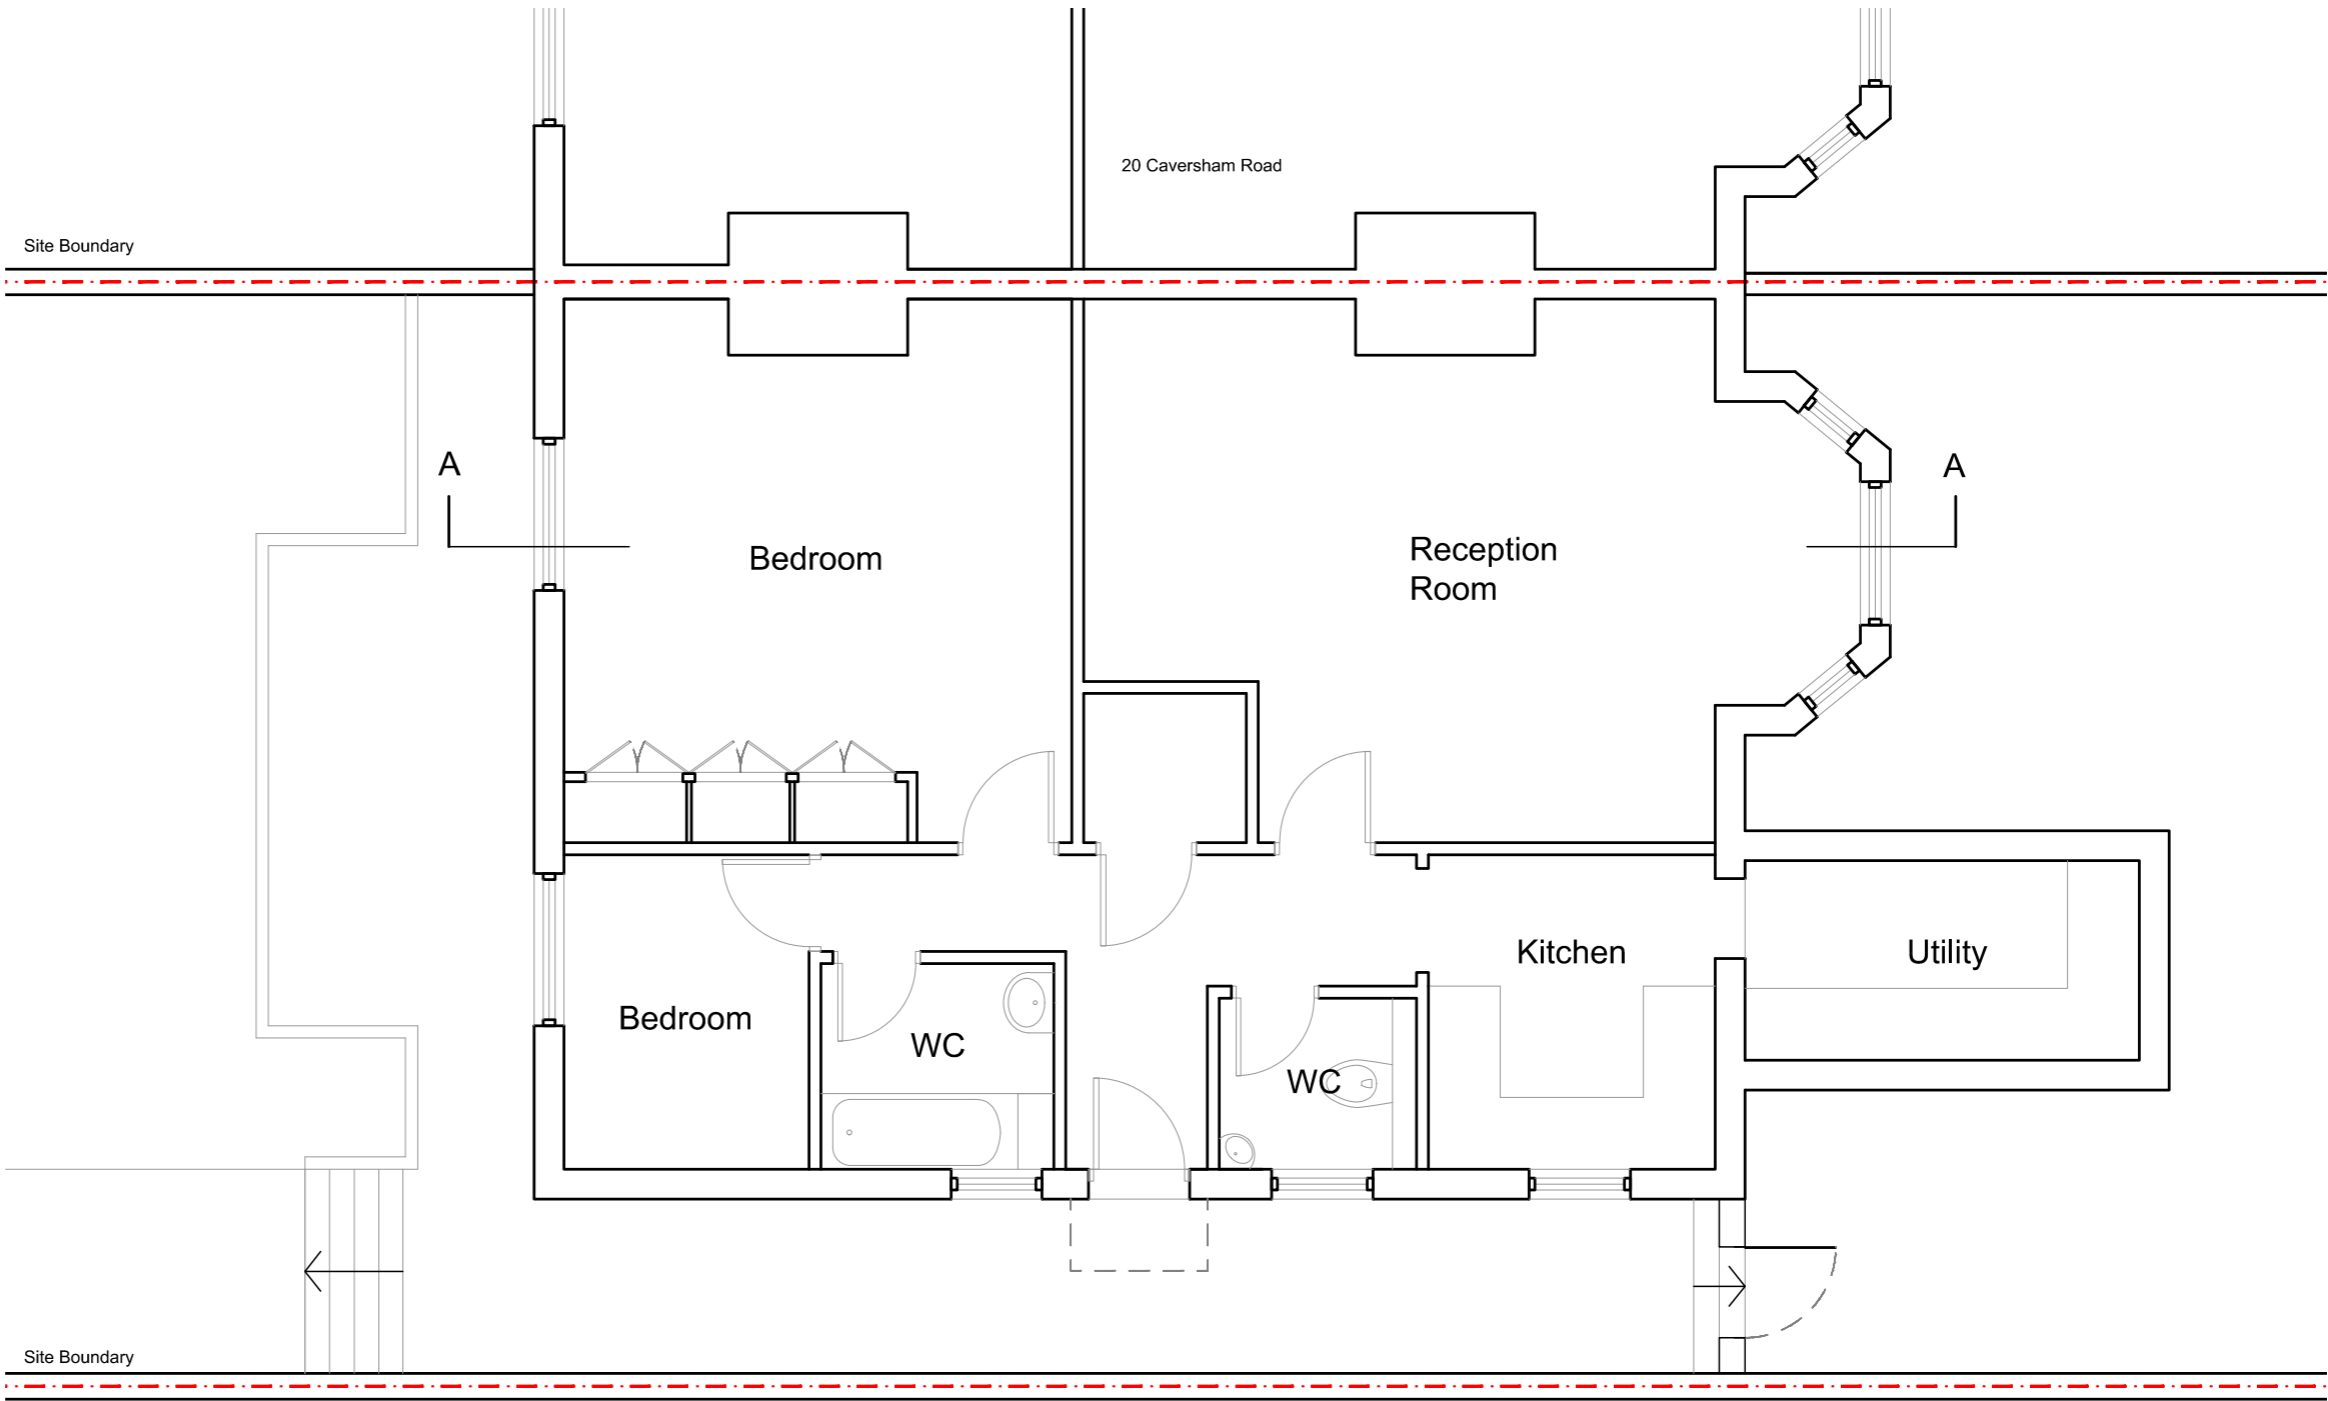 20 Caversham Road
Site Boundary
A
A
Bedroom
Reception
Room
Kitchen
Utility
Bedroom
WC
WC
Site Boundary